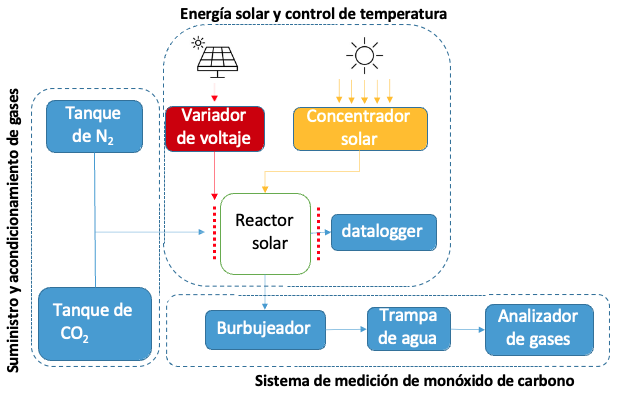 Energía solar y control de temperatura
Suministro y acondicionamiento de gases
Tanque
de N₂
Variador
de voltaje
Concentrador
solar
Reactor
solar
datalogger
Tanque de
CO₂
Burbujeador
Trampa
de agua
Analizador
de gases
Sistema de medición de monóxido de carbono